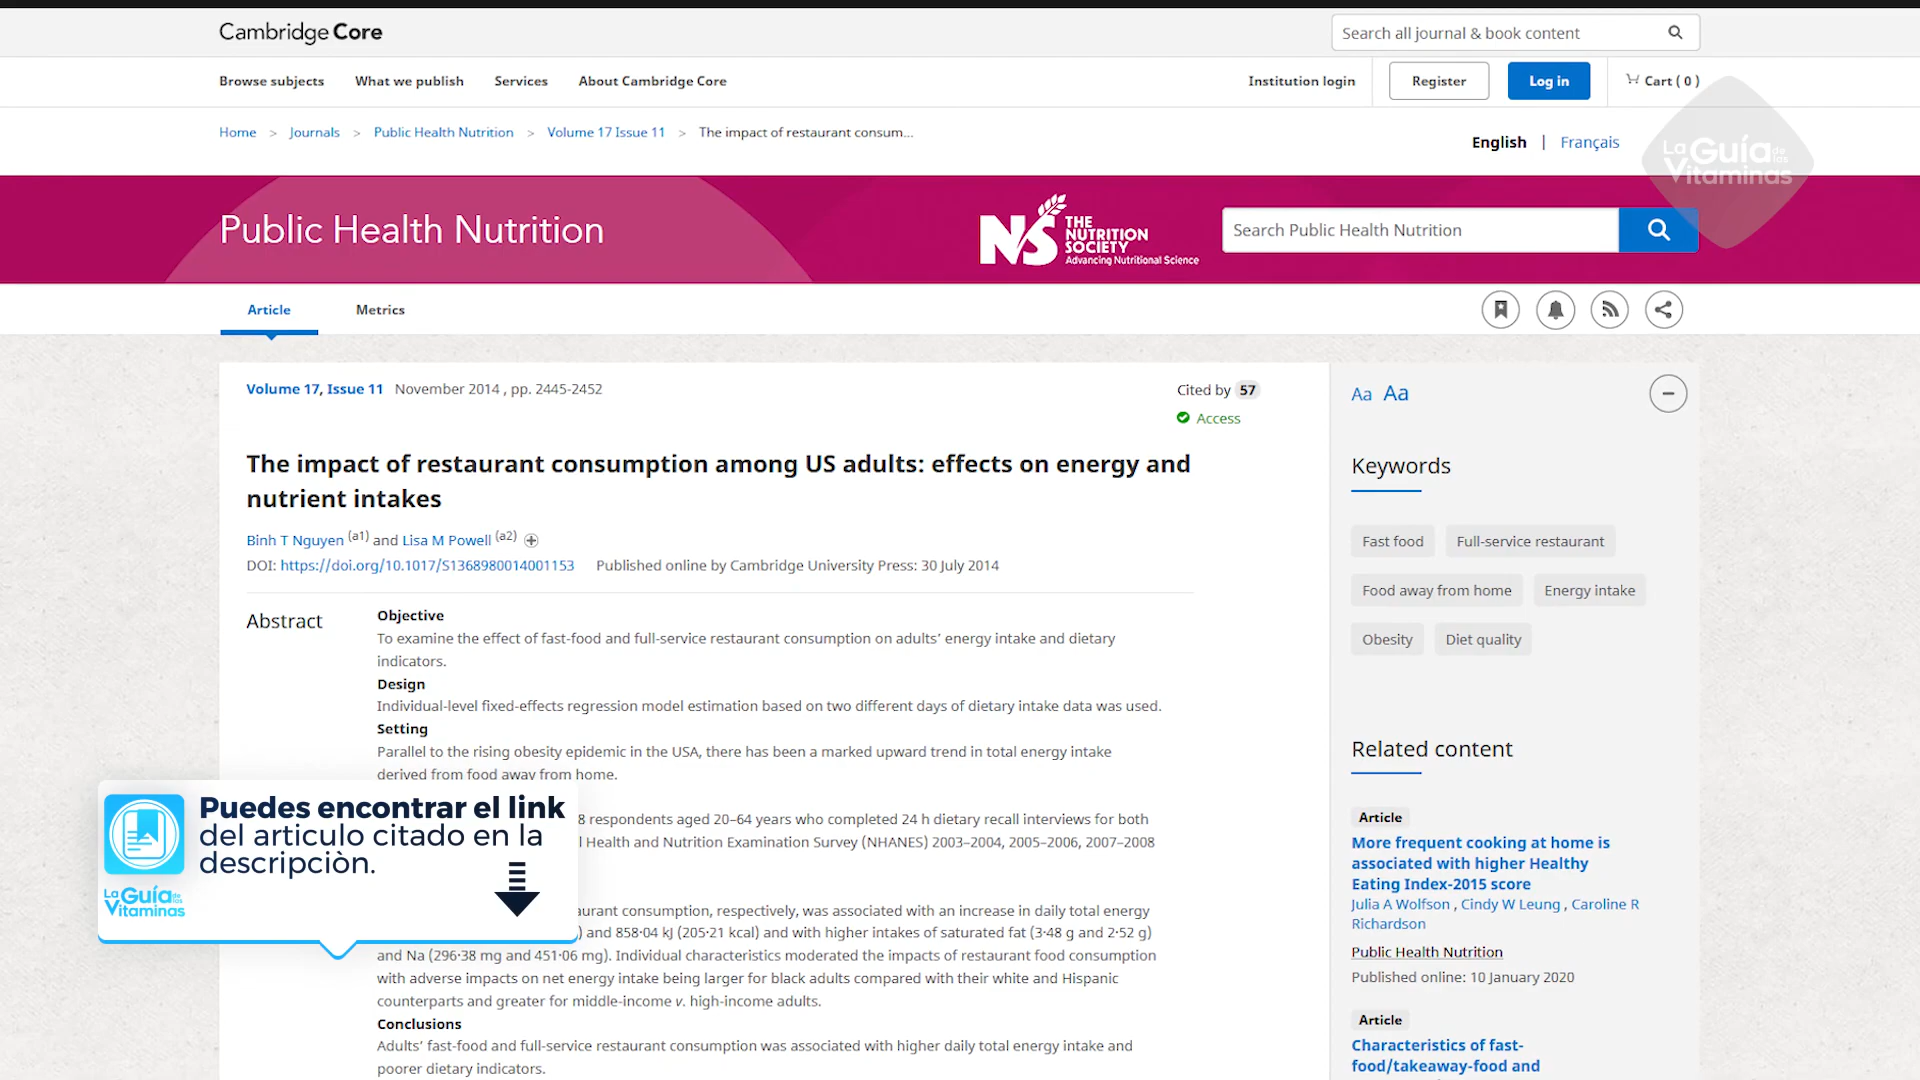 Cambridge Core
Search all journal & book content
Browse subjects
What we publish
Services
About Cambridge Core
Institution login
Register
Log in
Cart ( 0 )
Home > Journals > Public Health Nutrition > Volume 17 Issue 11 > The impact of restaurant consum...
English | Français
La Guía de las Vitaminas
Public Health Nutrition
NS THE NUTRITION SOCIETY
Advancing Nutritional Science
Search Public Health Nutrition
Article
Metrics
Volume 17, Issue 11 November 2014 , pp. 2445-2452
Cited by 57
Access
The impact of restaurant consumption among US adults: effects on energy and
nutrient intakes
Binh T Nguyen (a1) and Lisa M Powell (a2)
DOI: https://doi.org/10.1017/S1368980014001153 Published online by Cambridge University Press: 30 July 2014
Abstract
Objective
To examine the effect of fast-food and full-service restaurant consumption on adults’ energy intake and dietary
indicators.
Design
Individual-level fixed-effects regression model estimation based on two different days of dietary intake data was used.
Setting
Parallel to the rising obesity epidemic in the USA, there has been a marked upward trend in total energy intake
derived from food away from home.
8 respondents aged 20–64 years who completed 24 h dietary recall interviews for both
Health and Nutrition Examination Survey (NHANES) 2003–2004, 2005–2006, 2007–2008
consumption, respectively, was associated with an increase in daily total energy
) and 858·04 kJ (205·21 kcal) and with higher intakes of saturated fat (3·48 g and 2·52 g)
and Na (296·38 mg and 451·06 mg). Individual characteristics moderated the impacts of restaurant food consumption
with adverse impacts on net energy intake being larger for black adults compared with their white and Hispanic
counterparts and greater for middle-income v. high-income adults.
Conclusions
Adults’ fast-food and full-service restaurant consumption was associated with higher daily total energy intake and
poorer dietary indicators.
Puedes encontrar el link
del articulo citado en la
descripciòn.
La Guía de las Vitaminas
Aa Aa
Keywords
Fast food
Full-service restaurant
Food away from home
Energy intake
Obesity
Diet quality
Related content
Article
More frequent cooking at home is
associated with higher Healthy
Eating Index-2015 score
Julia A Wolfson , Cindy W Leung , Caroline R
Richardson
Public Health Nutrition
Published online: 10 January 2020
Article
Characteristics of fast-
food/takeaway-food and